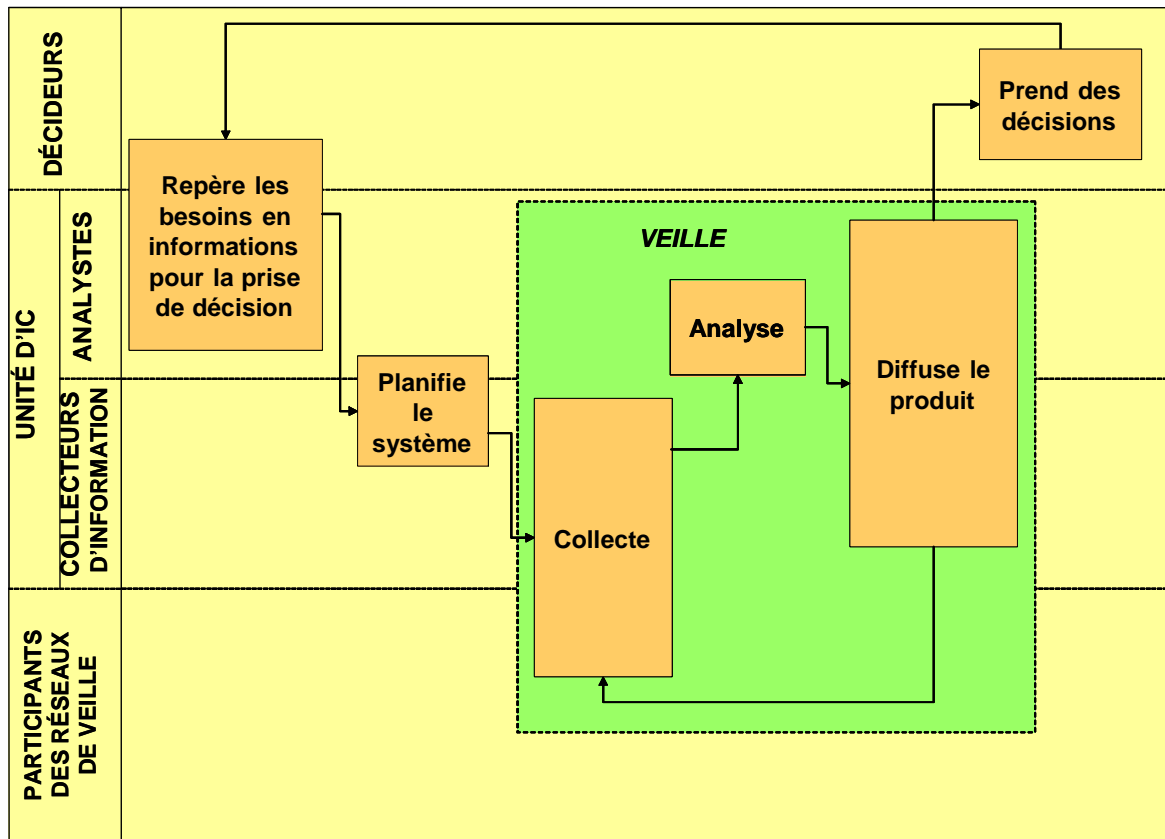 DÉCIDEURS
UNITÉ D'IC
ANALYSTES
COLLECTEURS
D'INFORMATION
PARTICIPANTS
DES RÉSEAUX
DE VEILLE
Repère les
besoins en
informations
pour la prise
de décision
Planifie
le
système
VEILLE
Collecte
Analyse
Diffuse le
produit
Prend des
décisions